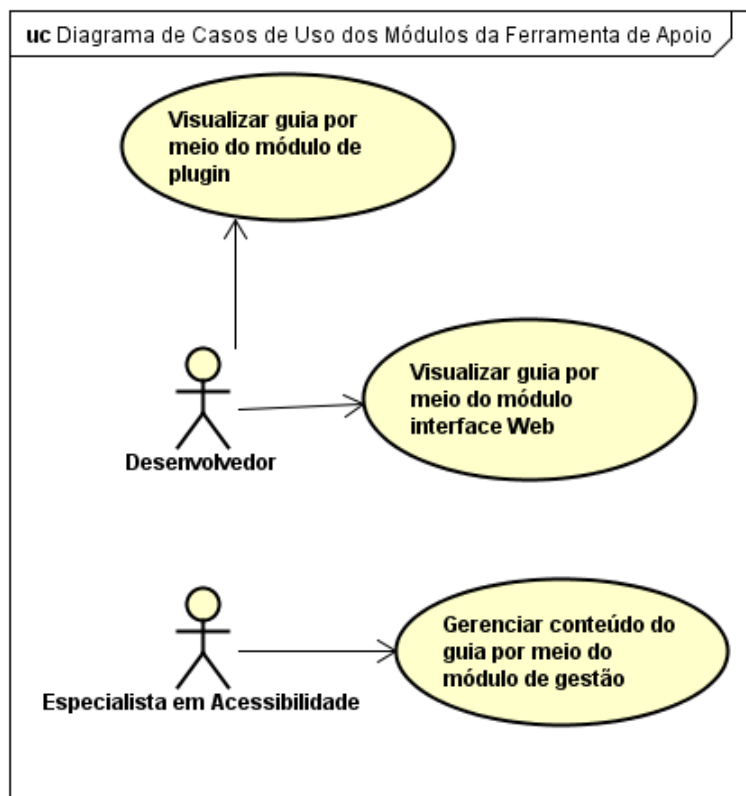 uc Diagrama de Casos de Uso dos Módulos da Ferramenta de Apoio
Visualizar guia por
meio do módulo de
plugin
Visualizar guia por
meio do módulo
interface Web
Desenvolvedor
Gerenciar conteúdo do
guia por meio do
módulo de gestão
Especialista em Acessibilidade